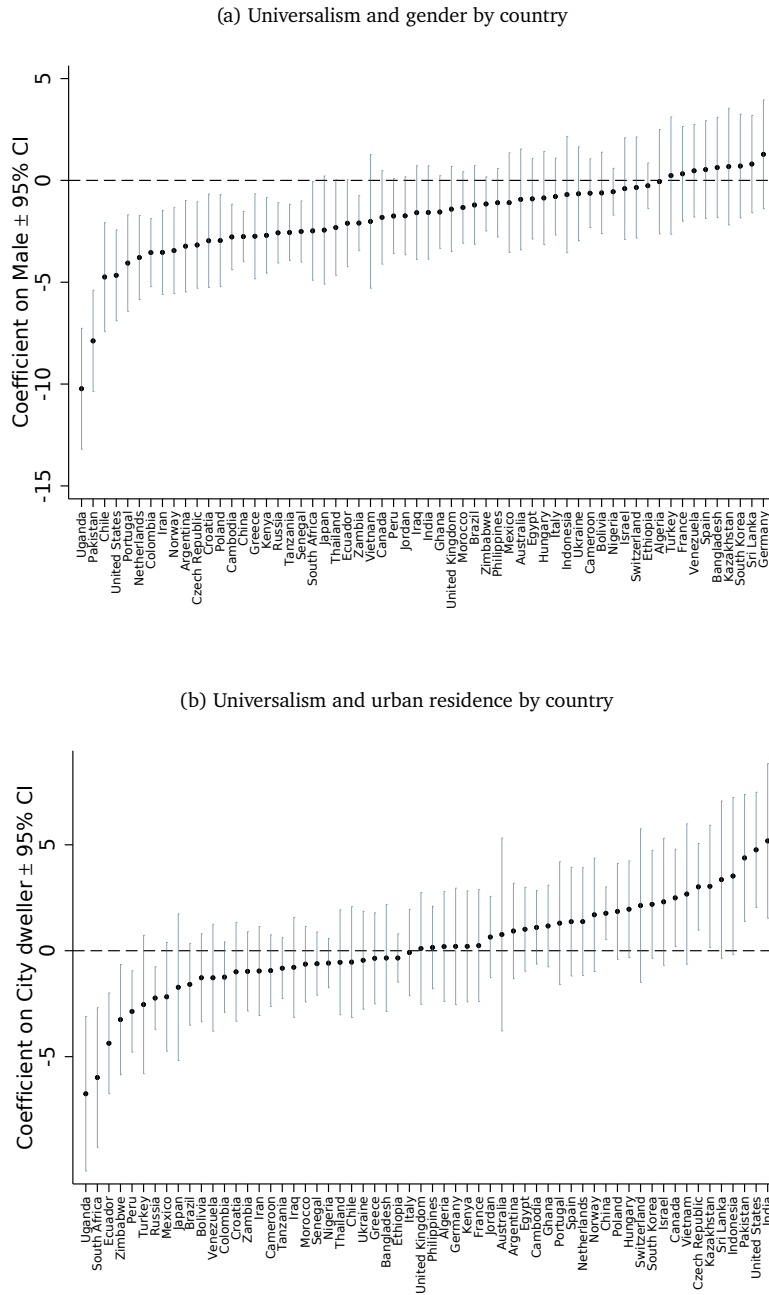 (a) Universalism and gender by country
Coefficient on Male ± 95% CI
5
0
-5
-10
-15
Uganda
Pakistan
Chile
United States
Portugal
Netherlands
Colombia
Iran
Norway
Argentina
Czech Republic
Croatia
Poland
Cambodia
China
Greece
Kenya
Russia
Tanzania
Senegal
South Africa
Japan
Thailand
Ecuador
Zambia
Vietnam
Canada
Peru
Jordan
Iraq
India
Ghana
United Kingdom
Morocco
Brazil
Zimbabwe
Philippines
Mexico
Australia
Egypt
Hungary
Italy
Indonesia
Ukraine
Cameroon
Bolivia
Nigeria
Israel
Switzerland
Ethiopia
Algeria
Turkey
France
Venezuela
Spain
Bangladesh
Kazakhstan
South Korea
Sri Lanka
Germany
(b) Universalism and urban residence by country
Coefficient on City dweller ± 95% CI
5
0
-5
Uganda
South Africa
Ecuador
Zimbabwe
Peru
Turkey
Russia
Mexico
Japan
Brazil
Bolivia
Venezuela
Colombia
Croatia
Zambia
Iran
Cameroon
Tanzania
Iraq
Morocco
Senegal
Nigeria
Thailand
Chile
Ukraine
Greece
Bangladesh
Ethiopia
Italy
United Kingdom
Philippines
Algeria
Germany
Kenya
France
Jordan
Australia
Argentina
Egypt
Cambodia
Ghana
Portugal
Spain
Netherlands
Norway
China
Poland
Hungary
Switzerland
South Korea
Israel
Canada
Vietnam
Czech Republic
Kazakhstan
Sri Lanka
Indonesia
Pakistan
United States
India